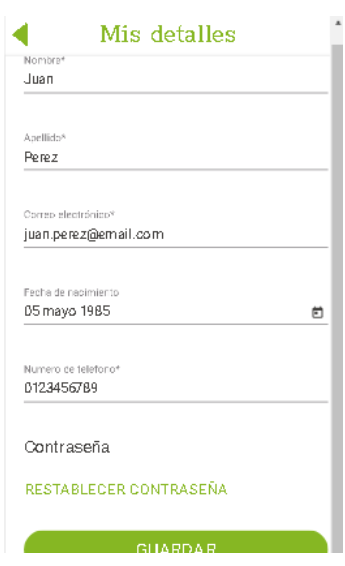 Mis detalles
Nombre*
Juan
Apellido*
Perez
Correo electrónico*
juan.perez@email.com
Fecha de nacimiento
05 mayo 1985
Numero de telefono*
0123456789
Contraseña
RESTABLECER CONTRASEÑA
GUARDAR